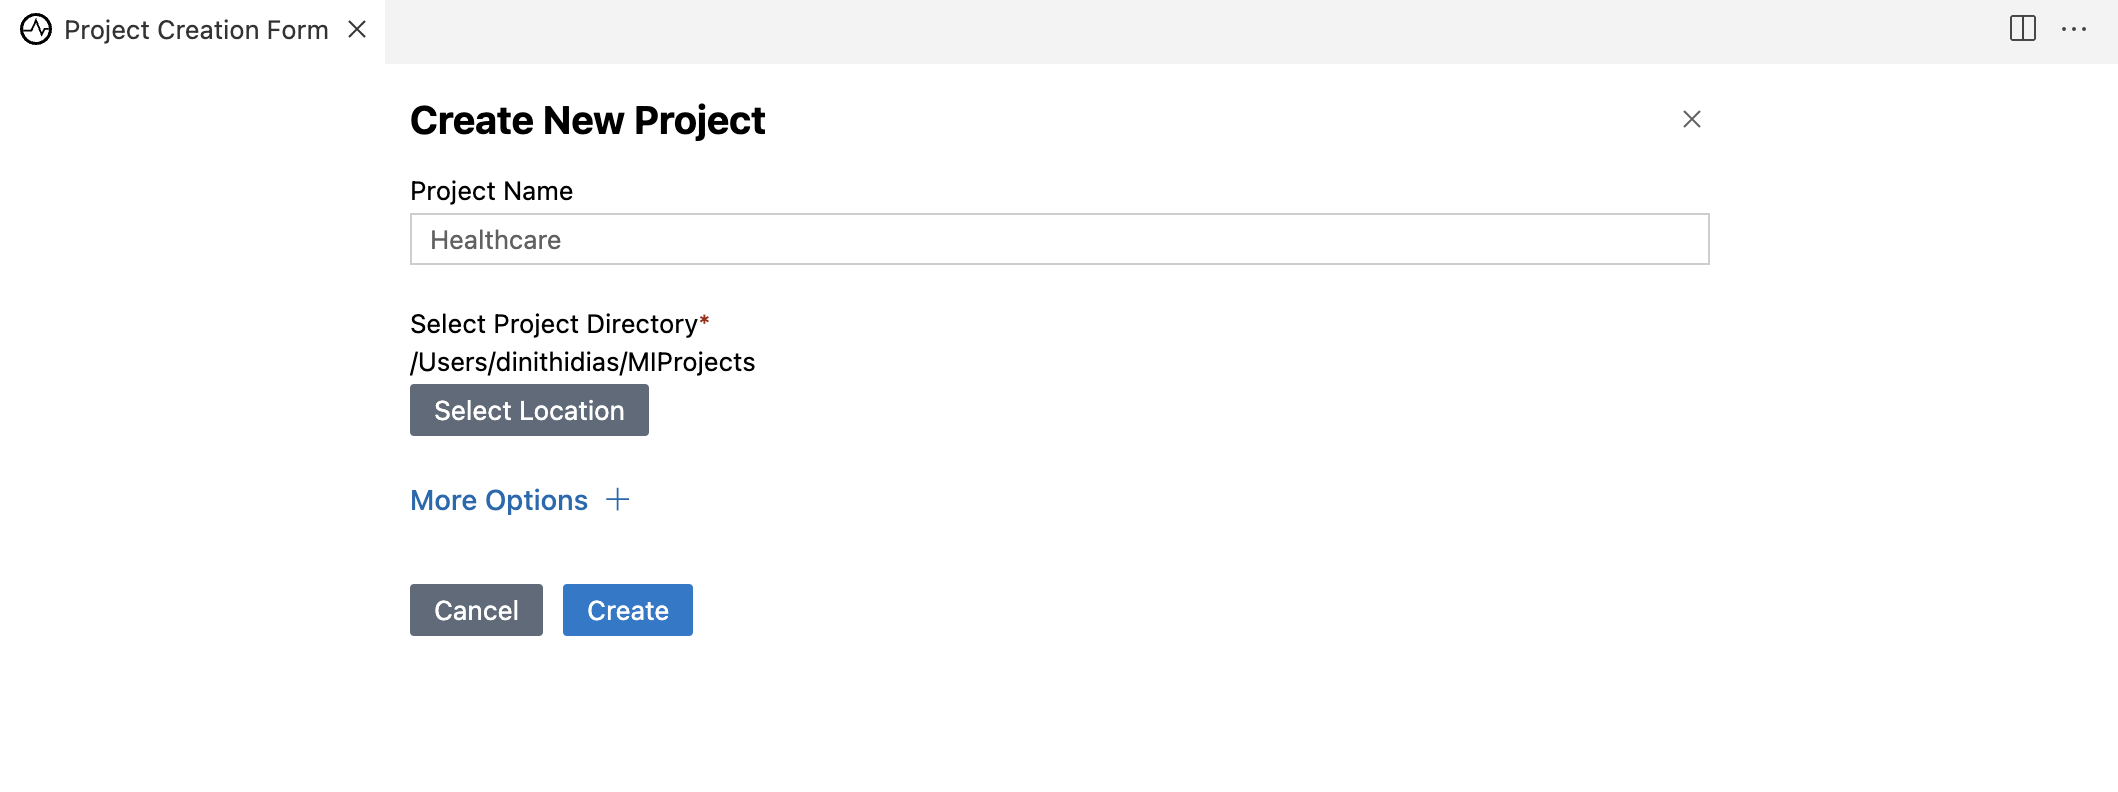 Project Creation Form
Create New Project
Project Name
Healthcare
Select Project Directory*
/Users/dinithidias/MIProjects
Select Location
More Options
Cancel Create